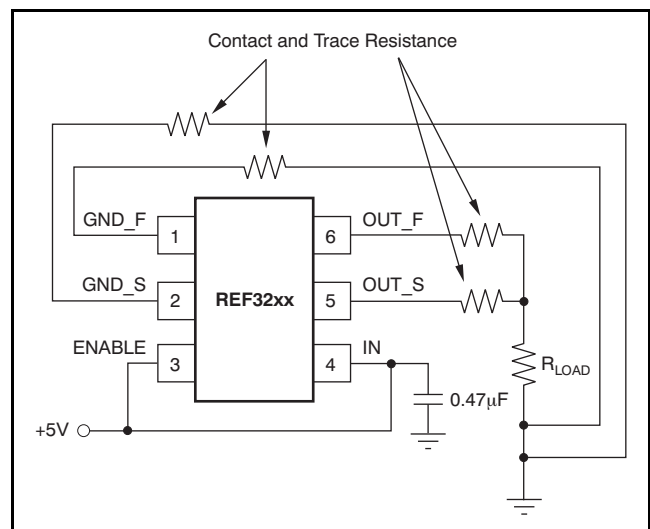 Contact and Trace Resistance
GND_F
1
6
OUT_F
GND_S
2
REF32xx
5
OUT_S
ENABLE
3
4
IN
R_LOAD
0.47μF
+5V